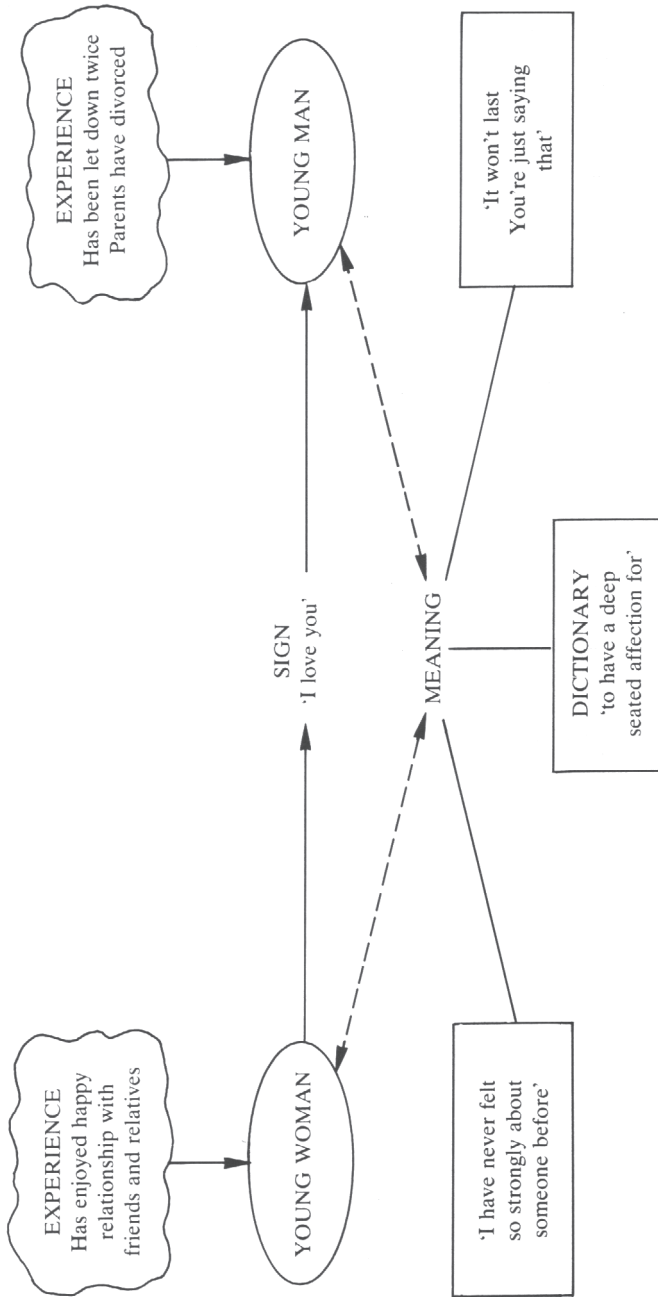 EXPERIENCE
Has enjoyed happy
relationship with
friends and relatives
EXPERIENCE
Has been let down twice
Parents have divorced
YOUNG WOMAN
SIGN
'I love you'
YOUNG MAN
MEANING
'I have never felt
so strongly about
someone before'
DICTIONARY
'to have a deep
seated affection for'
'It won't last
You're just saying
that'